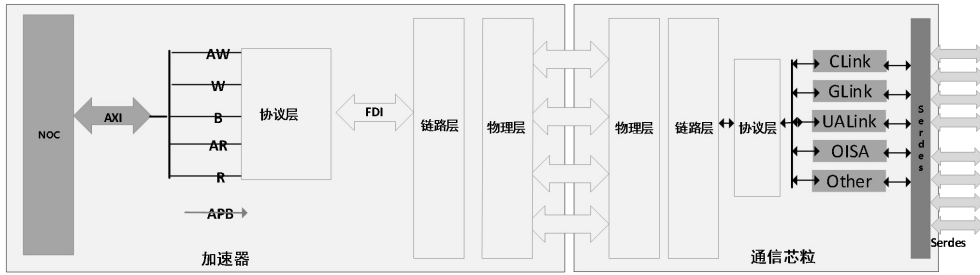 NOC
AXI
AW
W
B
AR
R
APB
协议层
FDI
链路层
物理层
加速器
物理层
链路层
协议层
CLink
GLink
UALink
OISA
Other
Serdes
Serdes
通信芯粒